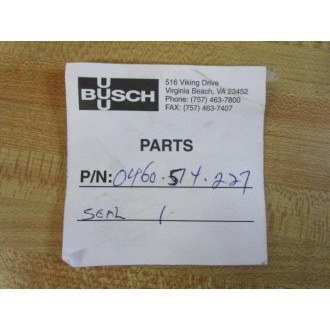 BUSCH
516 Viking Drive
Virginia Beach, VA 23452
Phone: (757) 463-7800
FAX: (757) 463-7407
PARTS
P/N: 0460.514.227
SEAL 1